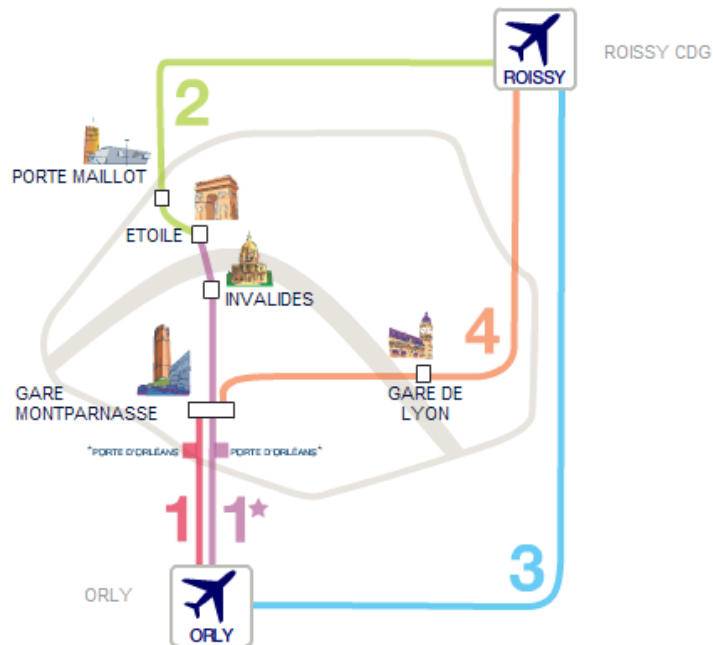 ROISSY
ROISSY CDG
2
PORTE MAILLOT
ETOILE
INVALIDES
4
GARE
MONTPARNASSE
GARE DE
LYON
*PORTE D'ORLÉANS
PORTE D'ORLÉANS*
1
1*
3
ORLY
ORLY